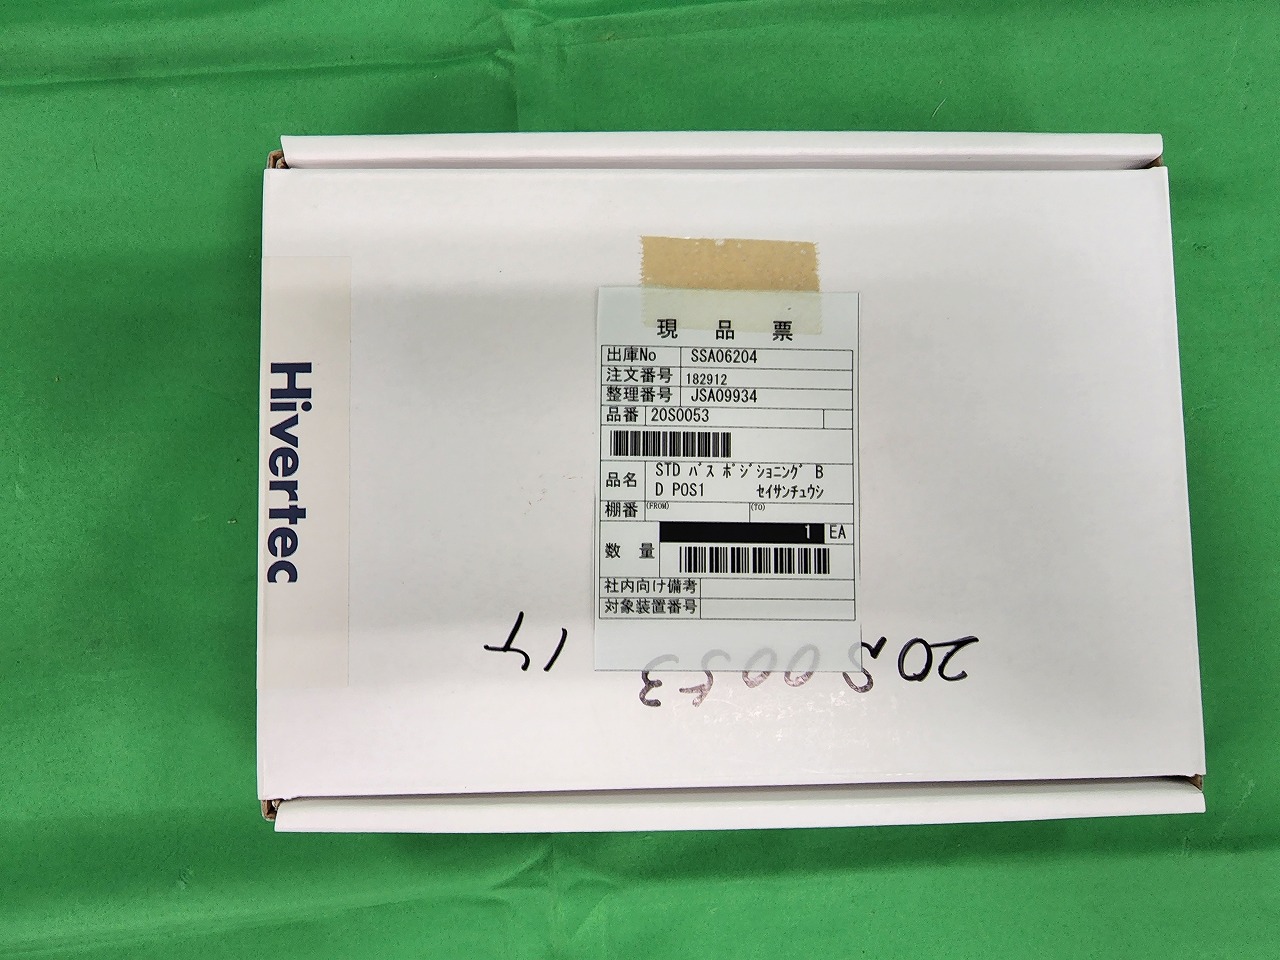 Hivertec
現 品 票
出庫No SSA06204
注文番号 182912
整理番号 JSA09934
品番 20S0053
品名 STD ﾊﾞｽ ﾎﾟｼﾞｼｮﾆﾝｸﾞ B
D POS1 ｾｲｻﾝﾁｭｳｼ
棚番 (FROM) (TO)
数 量 1 EA
社内向け備考
対象装置番号
20S0053
1ケ